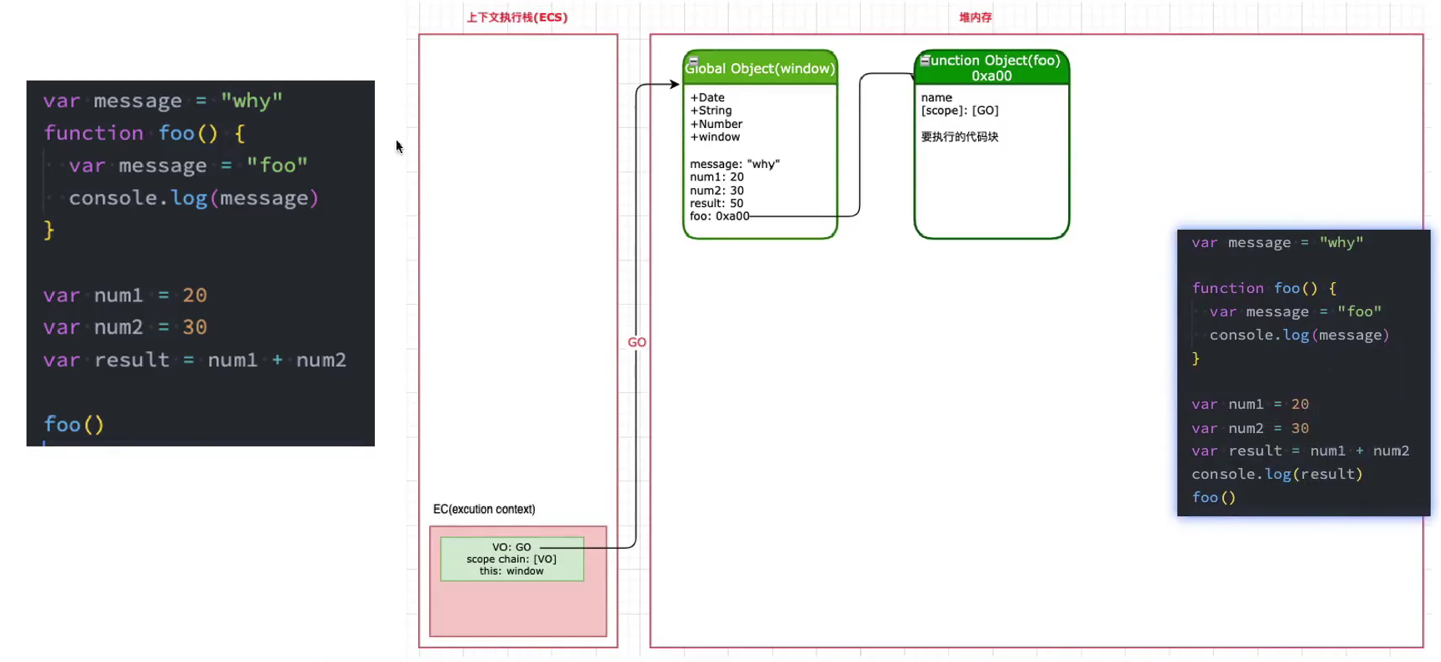 上下文执行栈(ECS)
堆内存
var message = "why"
function foo() {
  var message = "foo"
  console.log(message)
}
var num1 = 20
var num2 = 30
var result = num1 + num2
foo()
EC(excution context)
VO: GO
scope chain: [VO]
this: window
GO
Global Object(window)
+Date
+String
+Number
+window
message: "why"
num1: 20
num2: 30
result: 50
foo: 0xa00
Function Object(foo)
0xa00
name
[scope]: [GO]
要执行的代码块
var message = "why"
function foo() {
  var message = "foo"
  console.log(message)
}
var num1 = 20
var num2 = 30
var result = num1 + num2
console.log(result)
foo()